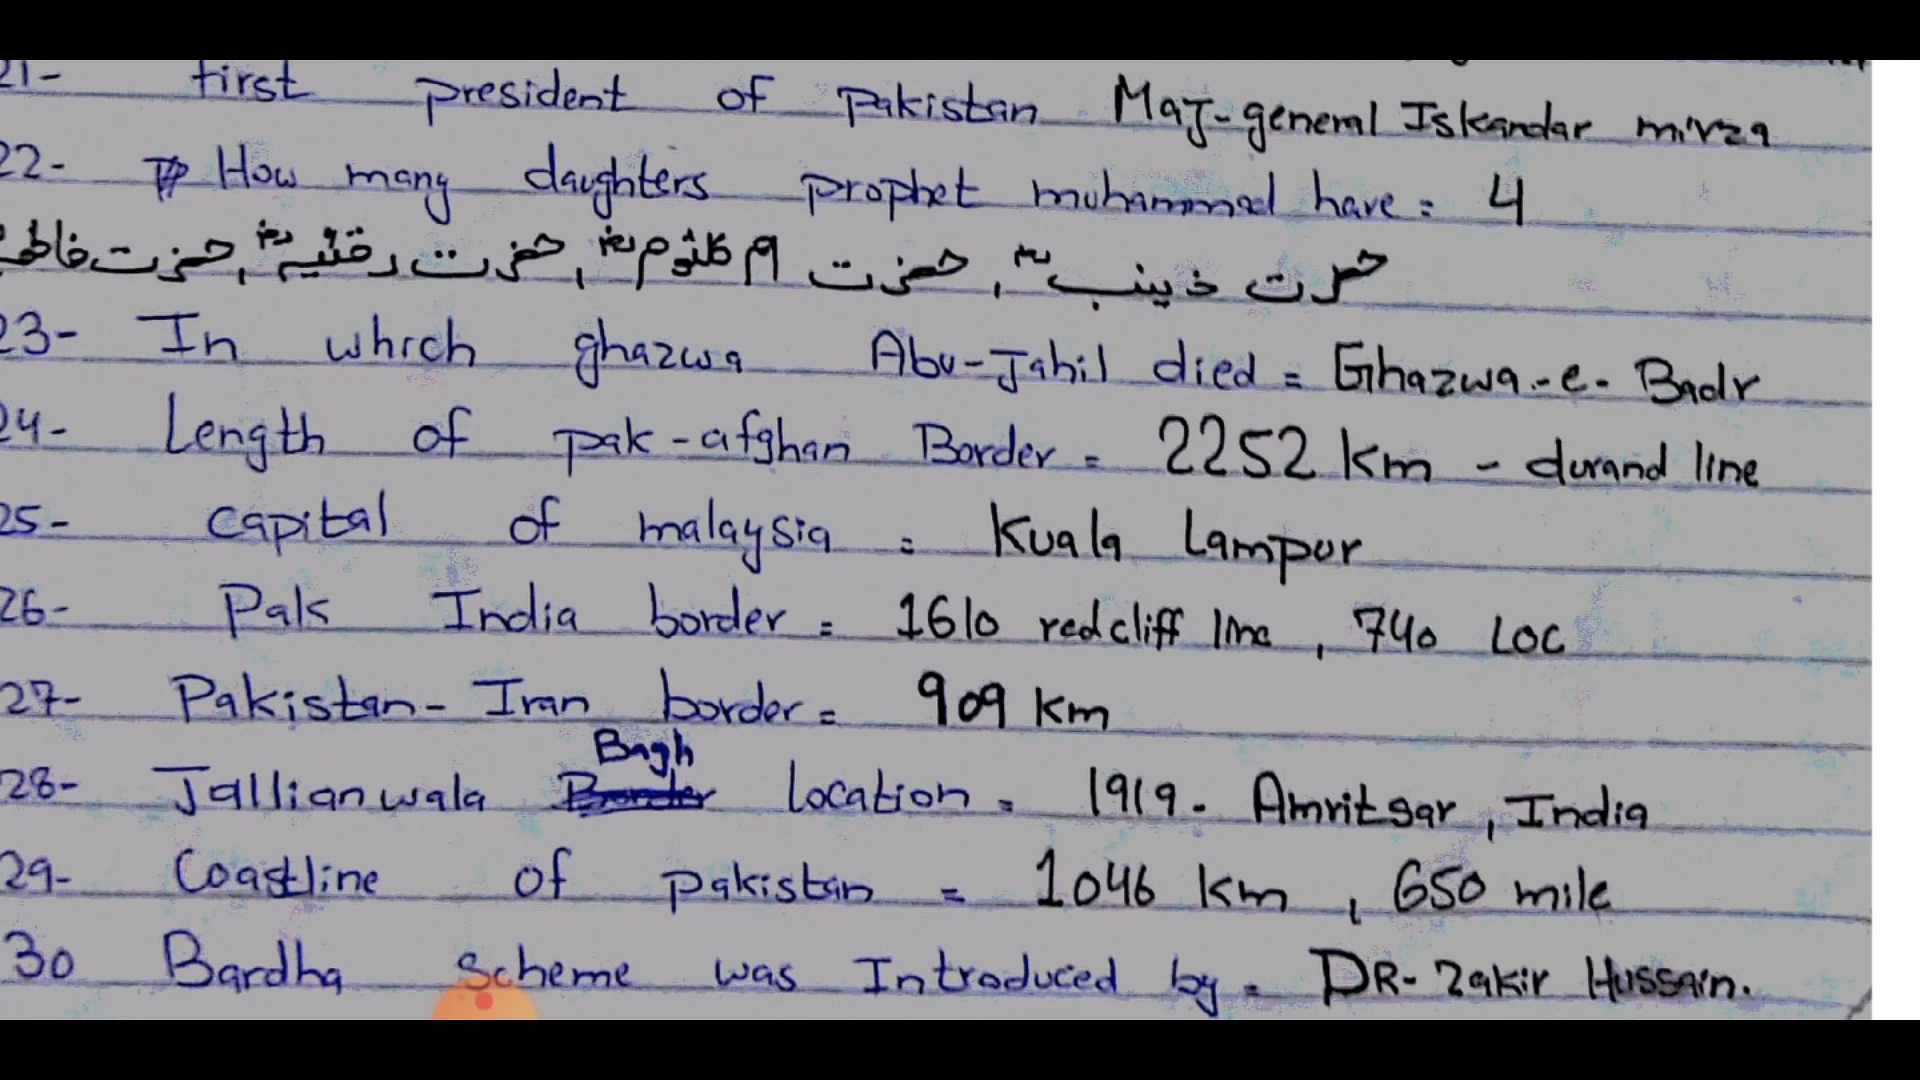 21- first president of Pakistan Maj-general Iskandar mirza
22- How many daughters prophet muhammad have = 4
حضرت ذینبؓ, حضرت ام کلثومؓ, حضرت رقیہؓ, حضرت فاطمہ
23- In which ghazwa Abu-Jahil died = Ghazwa-e-Badr
24- Length of pak-afghan Border = 2252 km - durand line
25- capital of malaysia = Kuala Lampur
26- Pak India border = 1610 redcliff line, 740 LOC
27- Pakistan-Iran border = 909 km
28- Jallianwala Bagh location = 1919- Amritsar, India
29- Coastline of pakistan = 1046 km, 650 mile
30 Bardha Scheme was Introduced by = DR-Zakir Hussain.